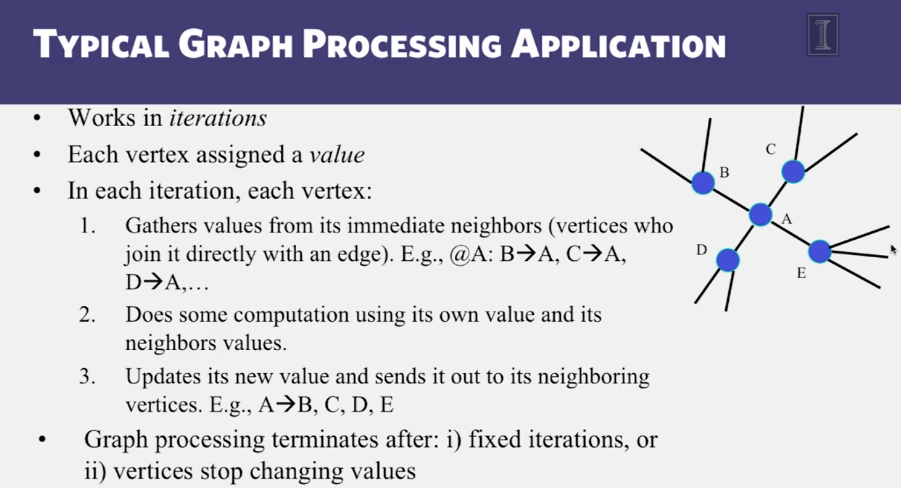 TYPICAL GRAPH PROCESSING APPLICATION
I
• Works in iterations
• Each vertex assigned a value
• In each iteration, each vertex:
1. Gathers values from its immediate neighbors (vertices who
join it directly with an edge). E.g., @A: B→A, C→A,
D→A,…
2. Does some computation using its own value and its
neighbors values.
3. Updates its new value and sends it out to its neighboring
vertices. E.g., A→B, C, D, E
• Graph processing terminates after: i) fixed iterations, or
ii) vertices stop changing values
C
B
A
D
E